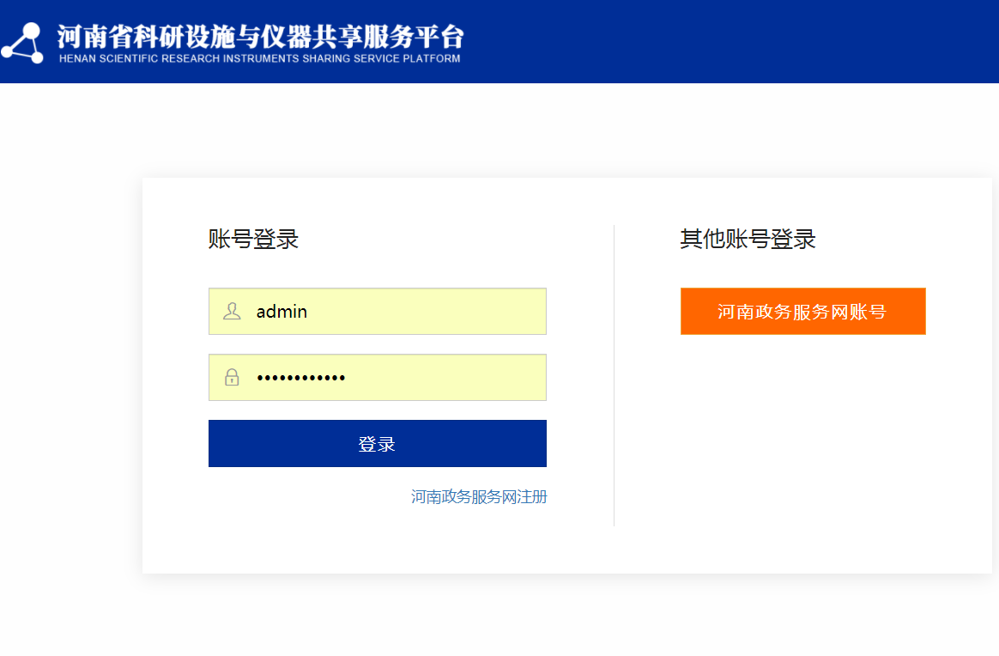 河南省科研设施与仪器共享服务平台
HENAN SCIENTIFIC RESEARCH INSTRUMENTS SHARING SERVICE PLATFORM
账号登录
admin
••••••••••••
登录
河南政务服务网注册
其他账号登录
河南政务服务网账号